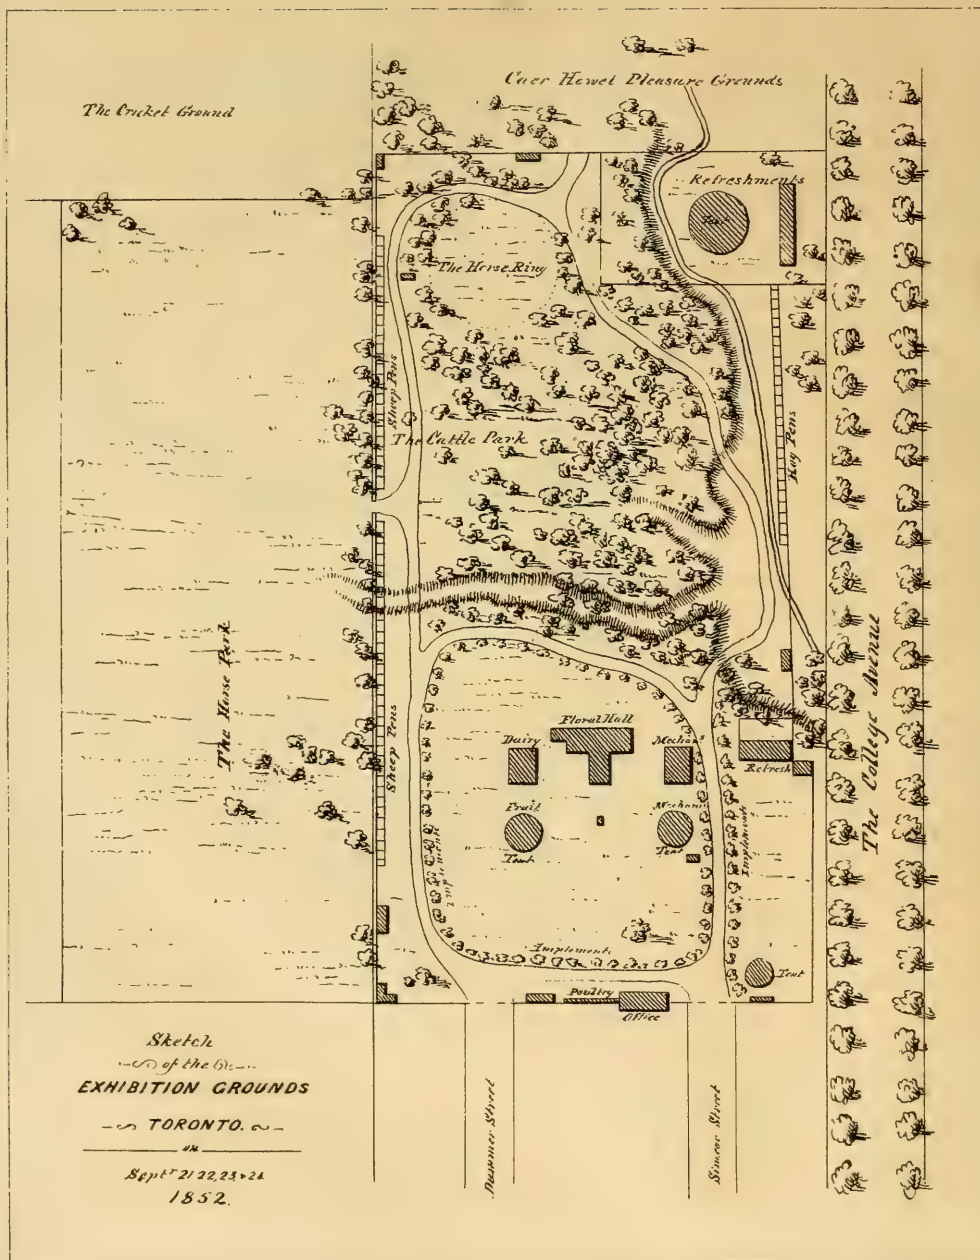 Caer Howel Pleasure Grounds
The Cricket Ground
Refreshments
Tent
The Horse Ring
Sheep Pens
The Cattle Park
Hog Pens
The College Avenue
The Horse Park
Sheep Pens
Floral Hall
Dairy
Mechans
Refresh
Fruit
Tent
Mechans
Tent
Implements
Implements
Implements
Tent
Poultry
Office
Dummer Street
Simcoe Street
Sketch
of the
EXHIBITION GROUNDS
TORONTO.
ON
Septr 21, 22, 23, & 24
1852.